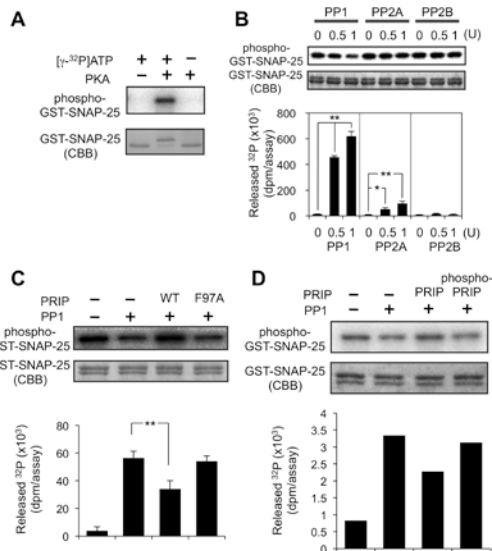 A
[γ-³²P]ATP + + −
PKA − + +
phospho-
GST-SNAP-25
GST-SNAP-25
(CBB)
B
PP1 PP2A PP2B
0 0.5 1 0 0.5 1 0 0.5 1 (U)
phospho-
GST-SNAP-25
GST-SNAP-25
(CBB)
Released ³²P (x10³)
(dpm/assay)
800
600
400
200
0
**
*
**
0 0.5 1 0 0.5 1 0 0.5 1 (U)
PP1 PP2A PP2B
C
PRIP − − WT F97A
PP1 − + + +
phospho-
ST-SNAP-25
ST-SNAP-25
(CBB)
Released ³²P (x10³)
(dpm/assay)
80
60
40
20
0
**
D
phospho-
PRIP − − PRIP PRIP
PP1 − + + +
phospho-
GST-SNAP-25
GST-SNAP-25
(CBB)
Released ³²P (x10³)
(dpm/assay)
4
3.5
3
2.5
2
1.5
1
0.5
0